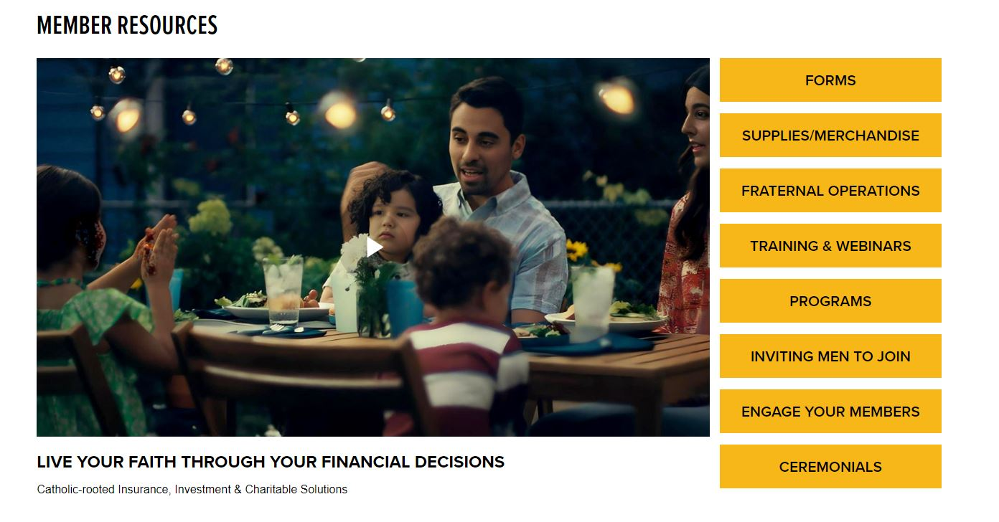 MEMBER RESOURCES
FORMS
SUPPLIES/MERCHANDISE
FRATERNAL OPERATIONS
TRAINING & WEBINARS
PROGRAMS
INVITING MEN TO JOIN
ENGAGE YOUR MEMBERS
CEREMONIALS
LIVE YOUR FAITH THROUGH YOUR FINANCIAL DECISIONS
Catholic-rooted Insurance, Investment & Charitable Solutions